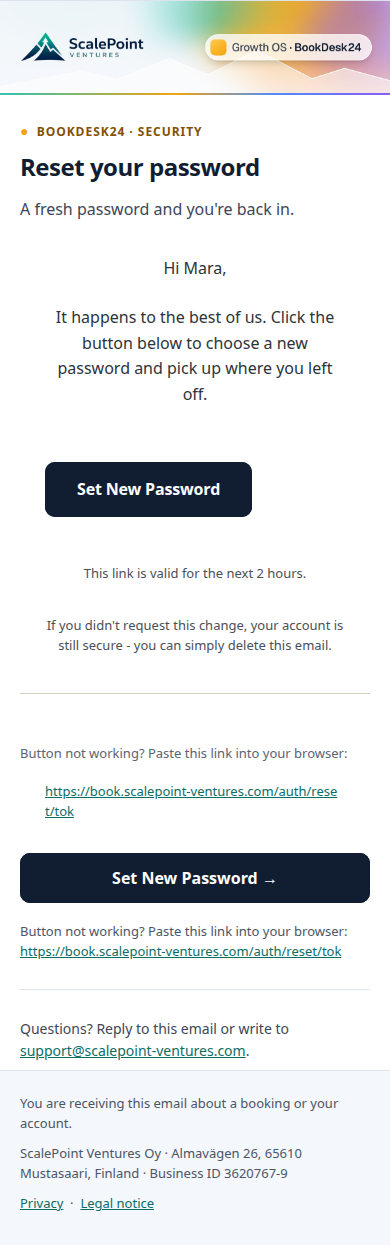 ScalePoint
VENTURES
Growth OS · BookDesk24
BOOKDESK24 · SECURITY
Reset your password
A fresh password and you're back in.
Hi Mara,
It happens to the best of us. Click the
button below to choose a new
password and pick up where you left
off.
Set New Password
This link is valid for the next 2 hours.
If you didn't request this change, your account is
still secure - you can simply delete this email.
Button not working? Paste this link into your browser:
https://book.scalepoint-ventures.com/auth/rese
t/tok
Set New Password →
Button not working? Paste this link into your browser:
https://book.scalepoint-ventures.com/auth/reset/tok
Questions? Reply to this email or write to
support@scalepoint-ventures.com.
You are receiving this email about a booking or your
account.
ScalePoint Ventures Oy · Almavägen 26, 65610
Mustasaari, Finland · Business ID 3620767-9
Privacy · Legal notice